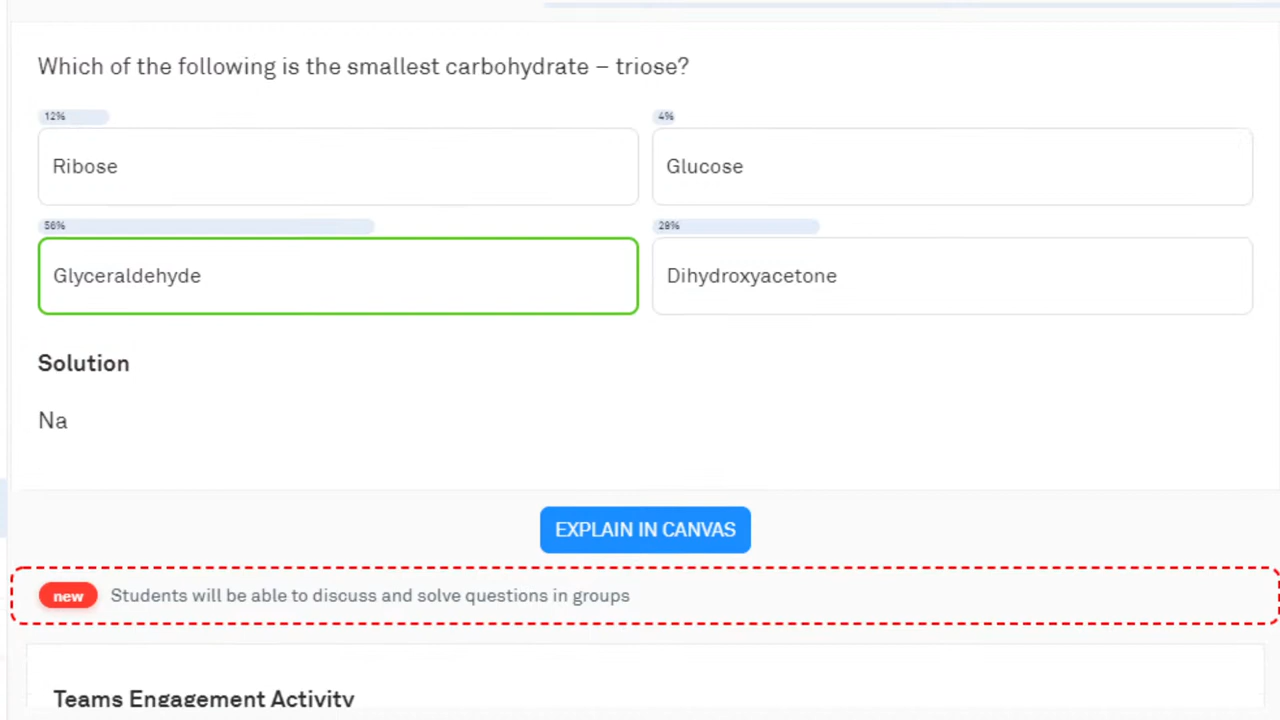 Which of the following is the smallest carbohydrate – triose?
12%
4%
Ribose
Glucose
56%
28%
Glyceraldehyde
Dihydroxyacetone
Solution
Na
EXPLAIN IN CANVAS
new Students will be able to discuss and solve questions in groups
Teams Engagement Activity